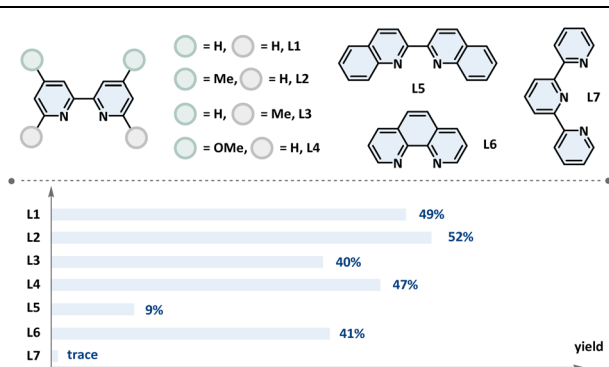 = H, = H, L1
= Me, = H, L2
= H, = Me, L3
= OMe, = H, L4
N N
N N
L5
N N
L6
N
N
N
L7
L1 49%
L2 52%
L3 40%
L4 47%
L5 9%
L6 41%
L7 trace
yield